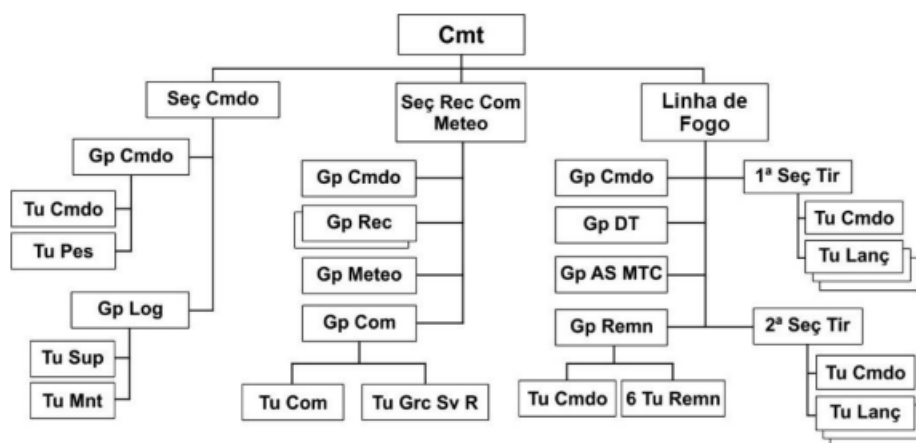 Cmt
Seç Cmdo
Gp Cmdo
Tu Cmdo
Tu Pes
Gp Log
Tu Sup
Tu Mnt
Seç Rec Com
Meteo
Gp Cmdo
Gp Rec
Gp Meteo
Gp Com
Tu Com
Tu Grc Sv R
Linha de
Fogo
Gp Cmdo
Gp DT
Gp AS MTC
Gp Remn
Tu Cmdo
6 Tu Remn
1ª Seç Tir
Tu Cmdo
Tu Lanç
2ª Seç Tir
Tu Cmdo
Tu Lanç